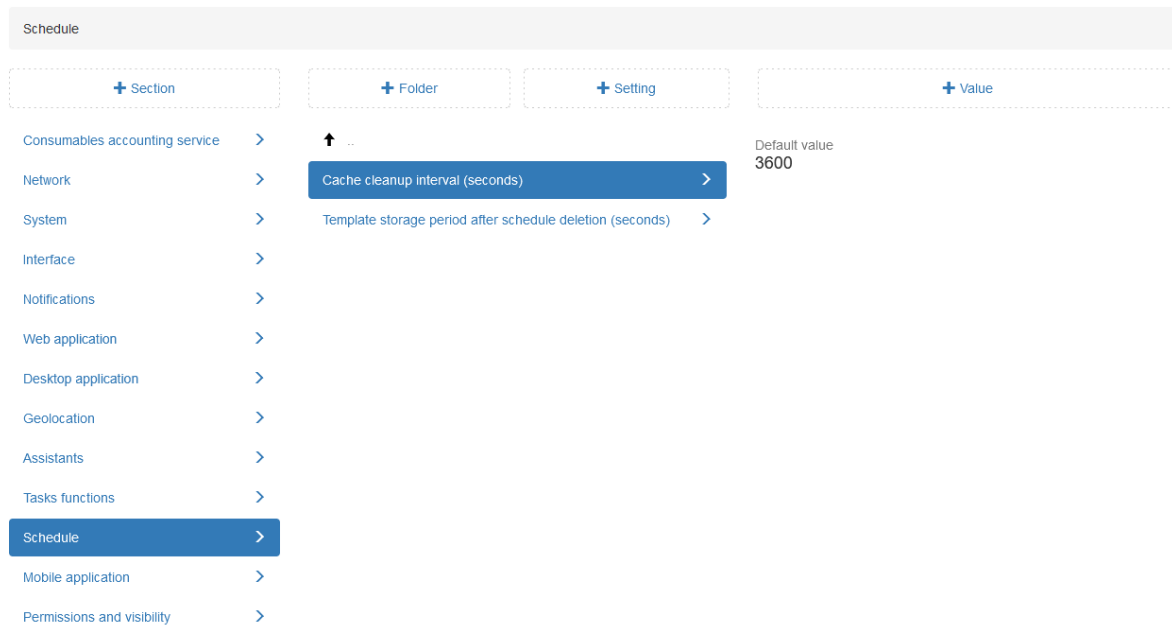 Schedule
+ Section
+ Folder
+ Setting
+ Value
Consumables accounting service
Network
System
Interface
Notifications
Web application
Desktop application
Geolocation
Assistants
Tasks functions
Schedule
Mobile application
Permissions and visibility
..
Cache cleanup interval (seconds)
Template storage period after schedule deletion (seconds)
Default value
3600